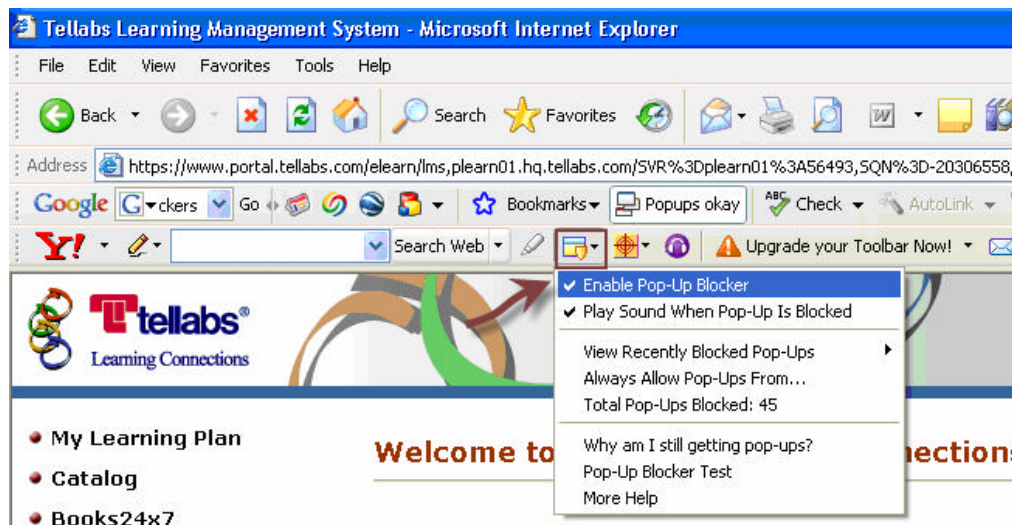 Tellabs Learning Management System - Microsoft Internet Explorer
File Edit View Favorites Tools Help
Back Search Favorites W
Address https://www.portal.tellabs.com/elearn/lms,plearn01.hq.tellabs.com/SVR%3Dplearn01%3A56493,SQN%3D-20306558,
Google G ckers Go Bookmarks Popups okay ABC Check AutoLink
Y! Search Web Upgrade your Toolbar Now!
Enable Pop-Up Blocker
Play Sound When Pop-Up Is Blocked
View Recently Blocked Pop-Ups
Always Allow Pop-Ups From...
Total Pop-Ups Blocked: 45
Why am I still getting pop-ups?
Pop-Up Blocker Test
More Help
tellabs®
Learning Connections
My Learning Plan
Catalog
Books24x7
Welcome to nections